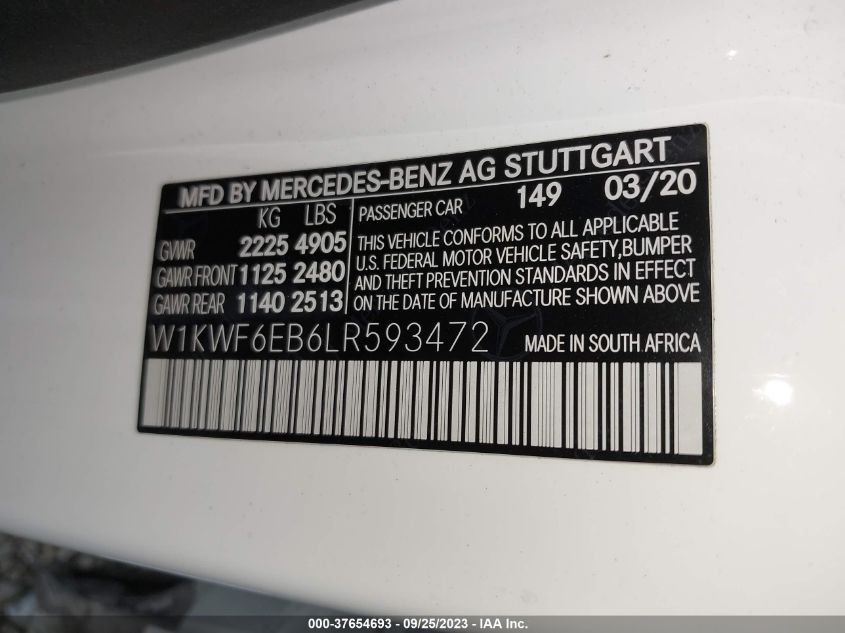 MFD BY MERCEDES-BENZ AG STUTTGART
KG LBS
GVWR 2225 4905
GAWR FRONT 1125 2480
GAWR REAR 1140 2513
PASSENGER CAR 149 03/20
THIS VEHICLE CONFORMS TO ALL APPLICABLE
U.S. FEDERAL MOTOR VEHICLE SAFETY, BUMPER
AND THEFT PREVENTION STANDARDS IN EFFECT
ON THE DATE OF MANUFACTURE SHOWN ABOVE
W1KWF6EB6LR593472
MADE IN SOUTH AFRICA
000-37654693 - 09/25/2023 - IAA Inc.